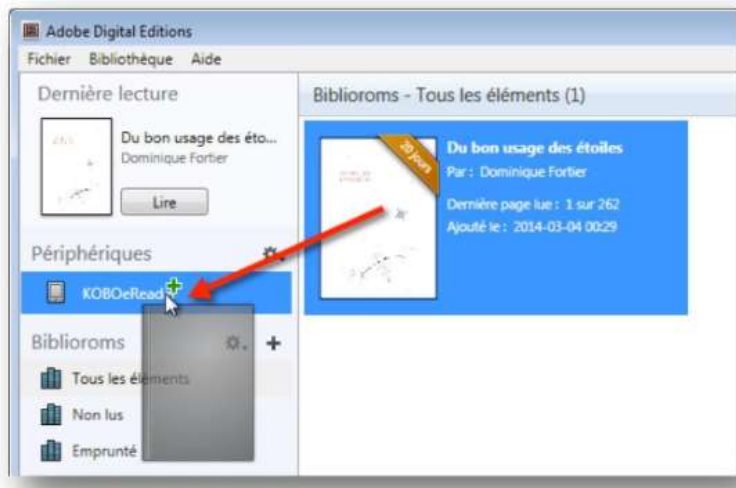 Adobe Digital Editions
Fichier Bibliothèque Aide
Dernière lecture
Du bon usage des éto...
Dominique Fortier
Lire
Périphériques
KOBOeRead
Biblioroms
Tous les éléments
Non lus
Emprunté
Biblioroms - Tous les éléments (1)
20 jours
Du bon usage des étoiles
Par : Dominique Fortier
Dernière page lue : 1 sur 262
Ajouté le : 2014-03-04 00:29